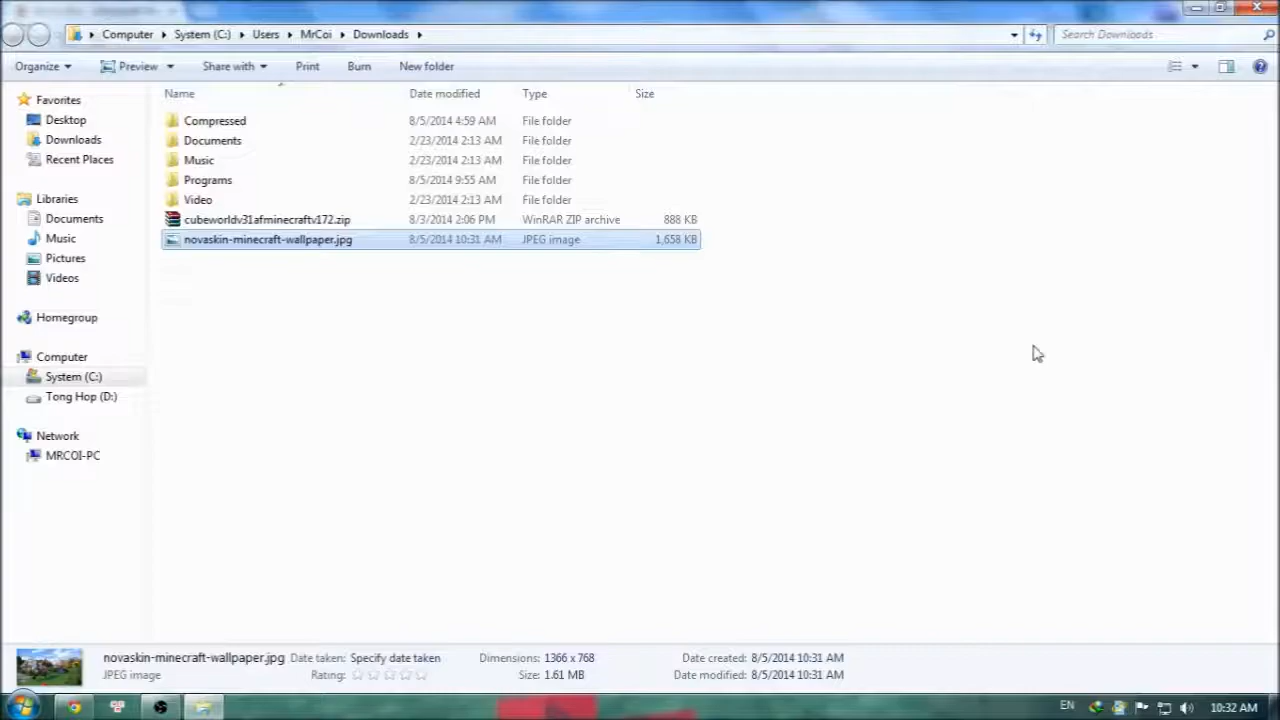 Computer System (C:) Users MrCoi Downloads Search Downloads
Organize Preview Share with Print Burn New folder
Name Date modified Type Size
Favorites
Desktop
Downloads
Recent Places
Libraries
Documents
Music
Pictures
Videos
Homegroup
Computer
System (C:)
Tong Hop (D:)
Network
MRCOI-PC
Compressed 8/5/2014 4:59 AM File folder
Documents 2/23/2014 2:13 AM File folder
Music 2/23/2014 2:13 AM File folder
Programs 8/5/2014 9:55 AM File folder
Video 2/23/2014 2:13 AM File folder
cubeworldv31afminecraftv172.zip 8/3/2014 2:06 PM WinRAR ZIP archive 888 KB
novaskin-minecraft-wallpaper.jpg 8/5/2014 10:31 AM JPEG image 1,658 KB
novaskin-minecraft-wallpaper.jpg Date taken: Specify date taken Dimensions: 1366 x 768 Date created: 8/5/2014 10:31 AM
JPEG image Rating: Size: 1.61 MB Date modified: 8/5/2014 10:31 AM
EN 10:32 AM